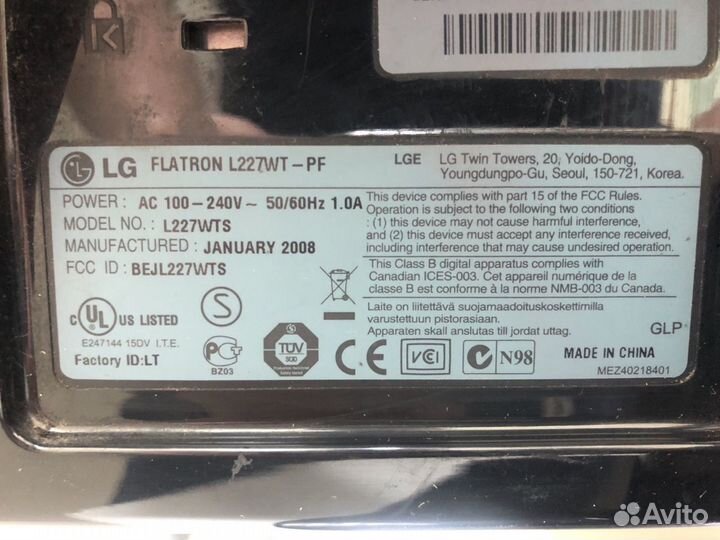 LG FLATRON L227WT-PF
LGE LG Twin Towers, 20, Yoido-Dong,
Youngdungpo-Gu, Seoul, 150-721, Korea.
POWER : AC 100-240V~ 50/60Hz 1.0A
MODEL NO. : L227WTS
MANUFACTURED : JANUARY 2008
FCC ID : BEJL227WTS
This device complies with part 15 of the FCC Rules.
Operation is subject to the following two conditions
: (1) this device may not cause harmful interference,
and (2) this device must accept any interference received,
including interference that may cause undesired operation.
This Class B digital apparatus complies with
Canadian ICES-003. Cet appareil numérique de la
classe B est conforme à la norme NMB-003 du Canada.
Laite on liitettävä suojamaadoituskoskettimilla
varustettuun pistorasiaan.
Apparaten skall anslutas till jordat uttag.
GLP
c UL US LISTED
S
E247144 15DV I.T.E.
Factory ID:LT
PCT
BZ03
TÜV
SÜD
CE
VCI
N98
MADE IN CHINA
MEZ40218401
Avito